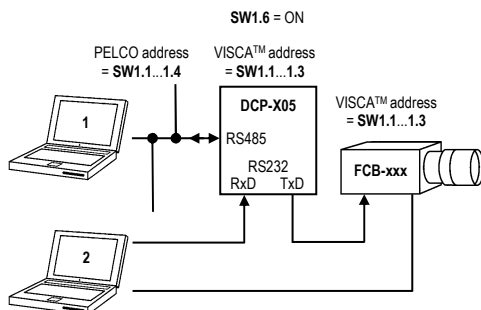 SW1.6 = ON
PELCO address
= SW1.1...1.4
VISCA™ address
= SW1.1...1.3
VISCA™ address
= SW1.1...1.3
DCP-X05
1
RS485
RS232
RxD TxD
FCB-xxx
2